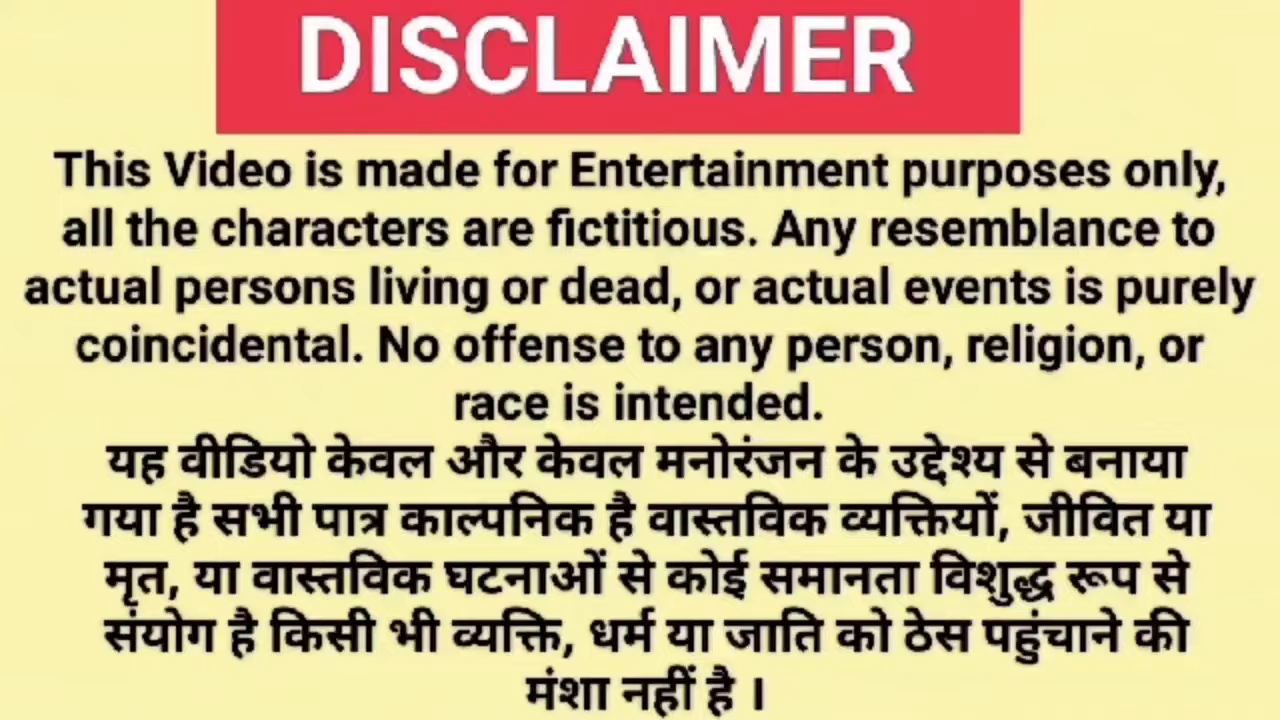 DISCLAIMER
This Video is made for Entertainment purposes only,
all the characters are fictitious. Any resemblance to
actual persons living or dead, or actual events is purely
coincidental. No offense to any person, religion, or
race is intended.
यह वीडियो केवल और केवल मनोरंजन के उद्देश्य से बनाया
गया है सभी पात्र काल्पनिक है वास्तविक व्यक्तियों, जीवित या
मृत, या वास्तविक घटनाओं से कोई समानता विशुद्ध रूप से
संयोग है किसी भी व्यक्ति, धर्म या जाति को ठेस पहुंचाने की
मंशा नहीं है ।